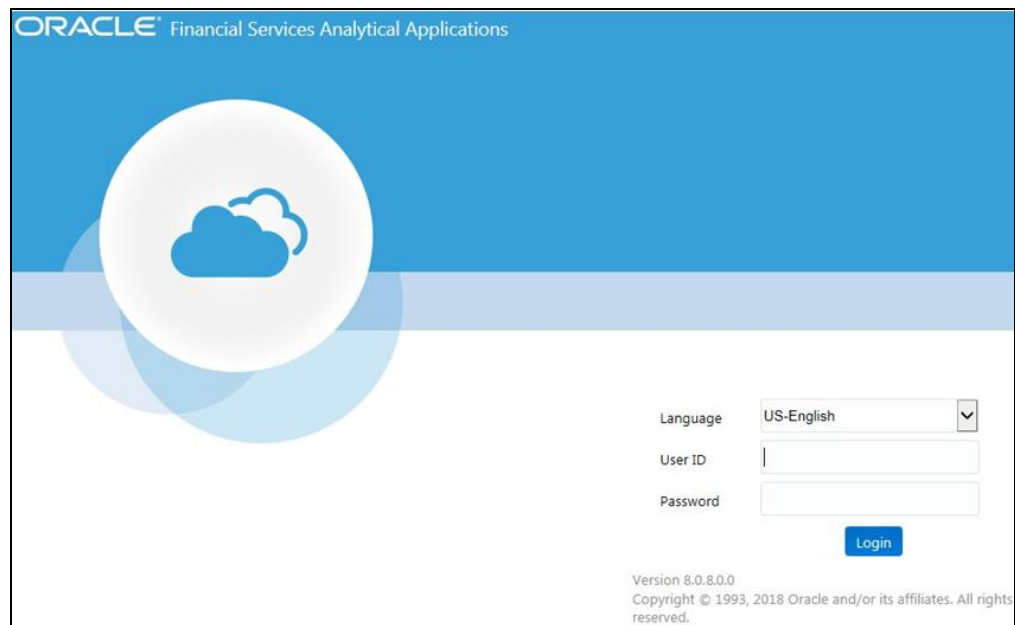 ORACLE® Financial Services Analytical Applications
Language US-English
User ID
Password
Login
Version 8.0.8.0.0
Copyright © 1993, 2018 Oracle and/or its affiliates. All rights
reserved.